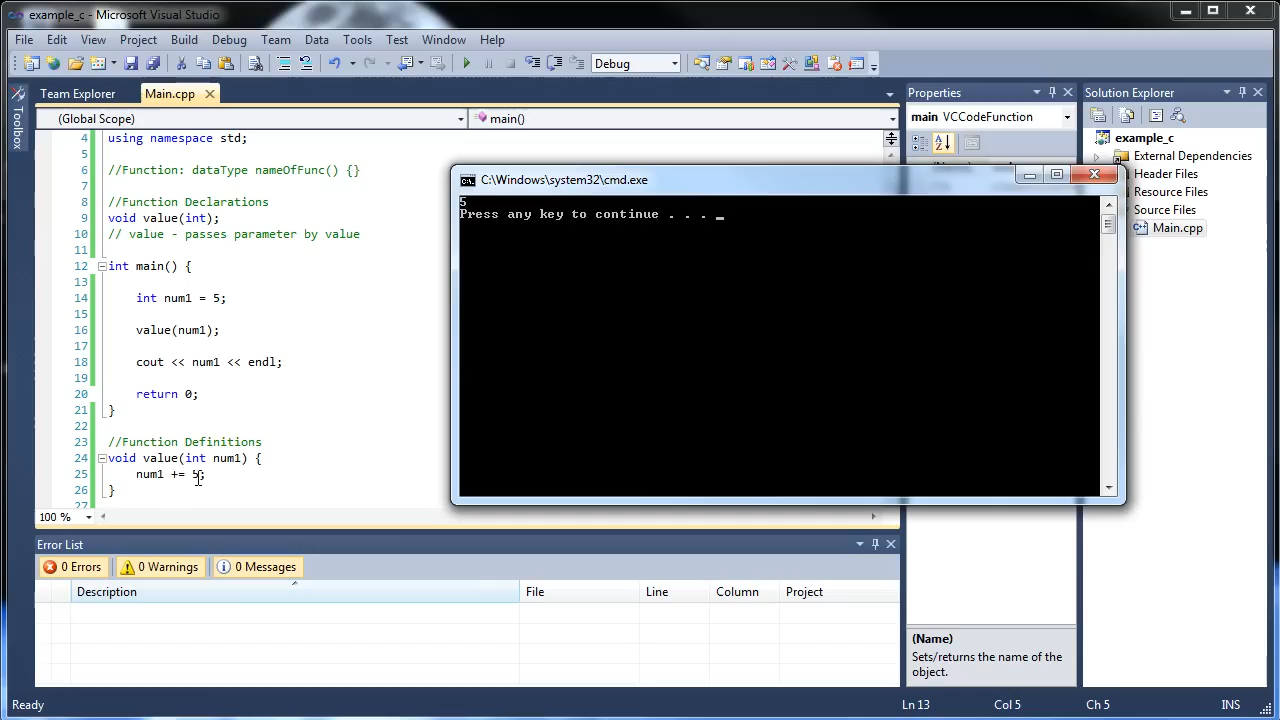 example_c - Microsoft Visual Studio
File Edit View Project Build Debug Team Data Tools Test Window Help
Debug
Team Explorer Main.cpp
(Global Scope) main()
4 using namespace std;
5
6 //Function: dataType nameOfFunc() {}
7
8 //Function Declarations
9 void value(int);
10 // value - passes parameter by value
11
12 int main() {
13
14 int num1 = 5;
15
16 value(num1);
17
18 cout << num1 << endl;
19
20 return 0;
21 }
22
23 //Function Definitions
24 void value(int num1) {
25 num1 += 5;
26 }
27
100 %
Toolbox
C:\Windows\system32\cmd.exe
5
Press any key to continue . . . _
Properties
main VCCodeFunction
(Name)
Sets/returns the name of the
object.
Solution Explorer
example_c
External Dependencies
Header Files
Resource Files
Source Files
Main.cpp
Error List
0 Errors 0 Warnings 0 Messages
Description File Line Column Project
Ready Ln 13 Col 5 Ch 5 INS